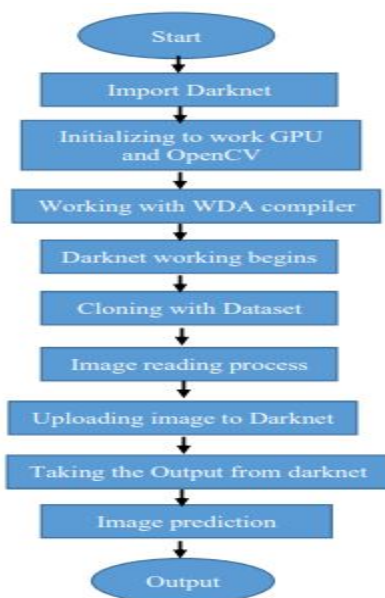 Start
Import Darknet
Initializing to work GPU
and OpenCV
Working with WDA compiler
Darknet working begins
Cloning with Dataset
Image reading process
Uploading image to Darknet
Taking the Output from darknet
Image prediction
Output